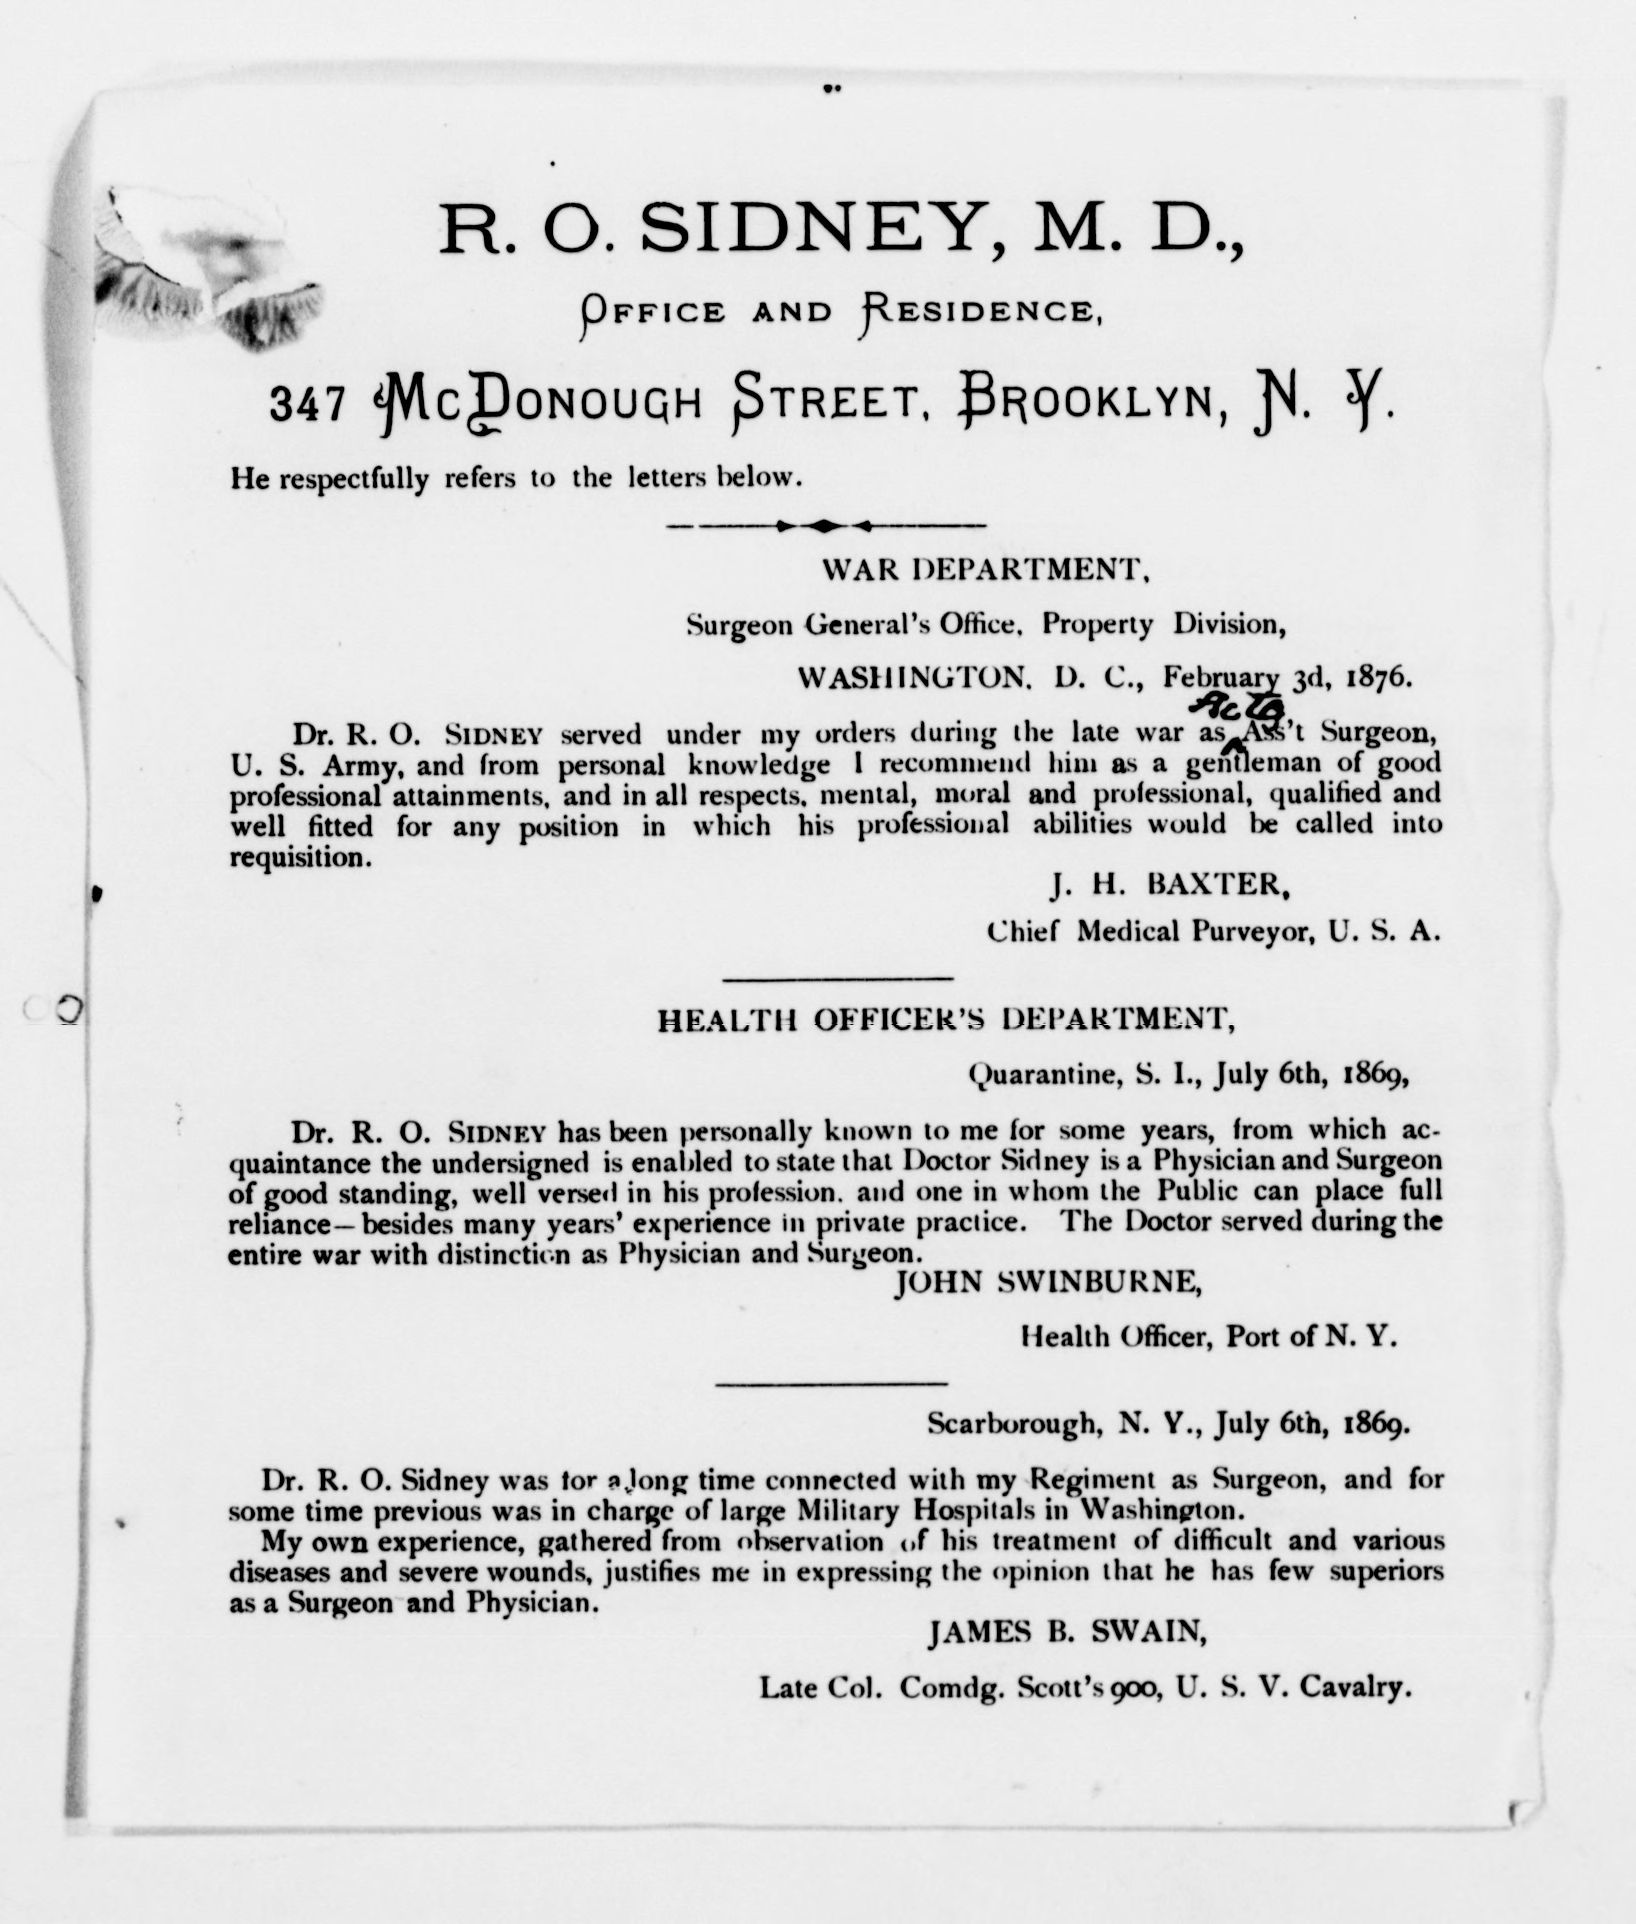 R. O. SIDNEY, M. D.,
OFFICE AND RESIDENCE,
347 McDONOUGH STREET, BROOKLYN, N. Y.
He respectfully refers to the letters below.
WAR DEPARTMENT,
Surgeon General's Office, Property Division,
WASHINGTON, D. C., February 3d, 1876.
Actg
Dr. R. O. SIDNEY served under my orders during the late war as ‸ Ass't Surgeon,
U. S. Army, and from personal knowledge I recommend him as a gentleman of good
professional attainments, and in all respects, mental, moral and professional, qualified and
well fitted for any position in which his professional abilities would be called into
requisition.
J. H. BAXTER,
Chief Medical Purveyor, U. S. A.
HEALTH OFFICER'S DEPARTMENT,
Quarantine, S. I., July 6th, 1869,
Dr. R. O. SIDNEY has been personally known to me for some years, from which ac-
quaintance the undersigned is enabled to state that Doctor Sidney is a Physician and Surgeon
of good standing, well versed in his profession, and one in whom the Public can place full
reliance—besides many years' experience in private practice. The Doctor served during the
entire war with distinction as Physician and Surgeon.
JOHN SWINBURNE,
Health Officer, Port of N. Y.
Scarborough, N. Y., July 6th, 1869.
Dr. R. O. Sidney was for a long time connected with my Regiment as Surgeon, and for
some time previous was in charge of large Military Hospitals in Washington.
My own experience, gathered from observation of his treatment of difficult and various
diseases and severe wounds, justifies me in expressing the opinion that he has few superiors
as a Surgeon and Physician.
JAMES B. SWAIN,
Late Col. Comdg. Scott's 900, U. S. V. Cavalry.